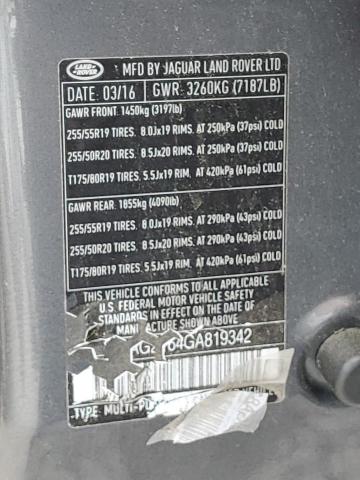 LAND ROVER
MFD BY JAGUAR LAND ROVER LTD
DATE: 03/16 GWR: 3260KG (7187LB)
GAWR FRONT: 1450kg (3197lb)
255/55R19 TIRES. 8.0Jx19 RIMS. AT 250kPa (37psi) COLD
255/50R20 TIRES. 8.5Jx20 RIMS. AT 250kPa (37psi) COLD
T175/80R19 TIRES. 5.5Jx19 RIM. AT 420kPa (61psi) COLD
GAWR REAR: 1855kg (4090lb)
255/55R19 TIRES. 8.0Jx19 RIMS. AT 290kPa (43psi) COLD
255/50R20 TIRES. 8.5Jx20 RIMS. AT 290kPa (43psi) COLD
T175/80R19 TIRES. 5.5Jx19 RIM. AT 420kPa (61psi) COLD
THIS VEHICLE CONFORMS TO ALL APPLICABLE
U.S. FEDERAL MOTOR VEHICLE SAFETY
STANDARDS IN EFFECT ON THE DATE OF
MANU ACTURE SHOWN ABOVE
64GA819342
TYPE: MULTI-PU